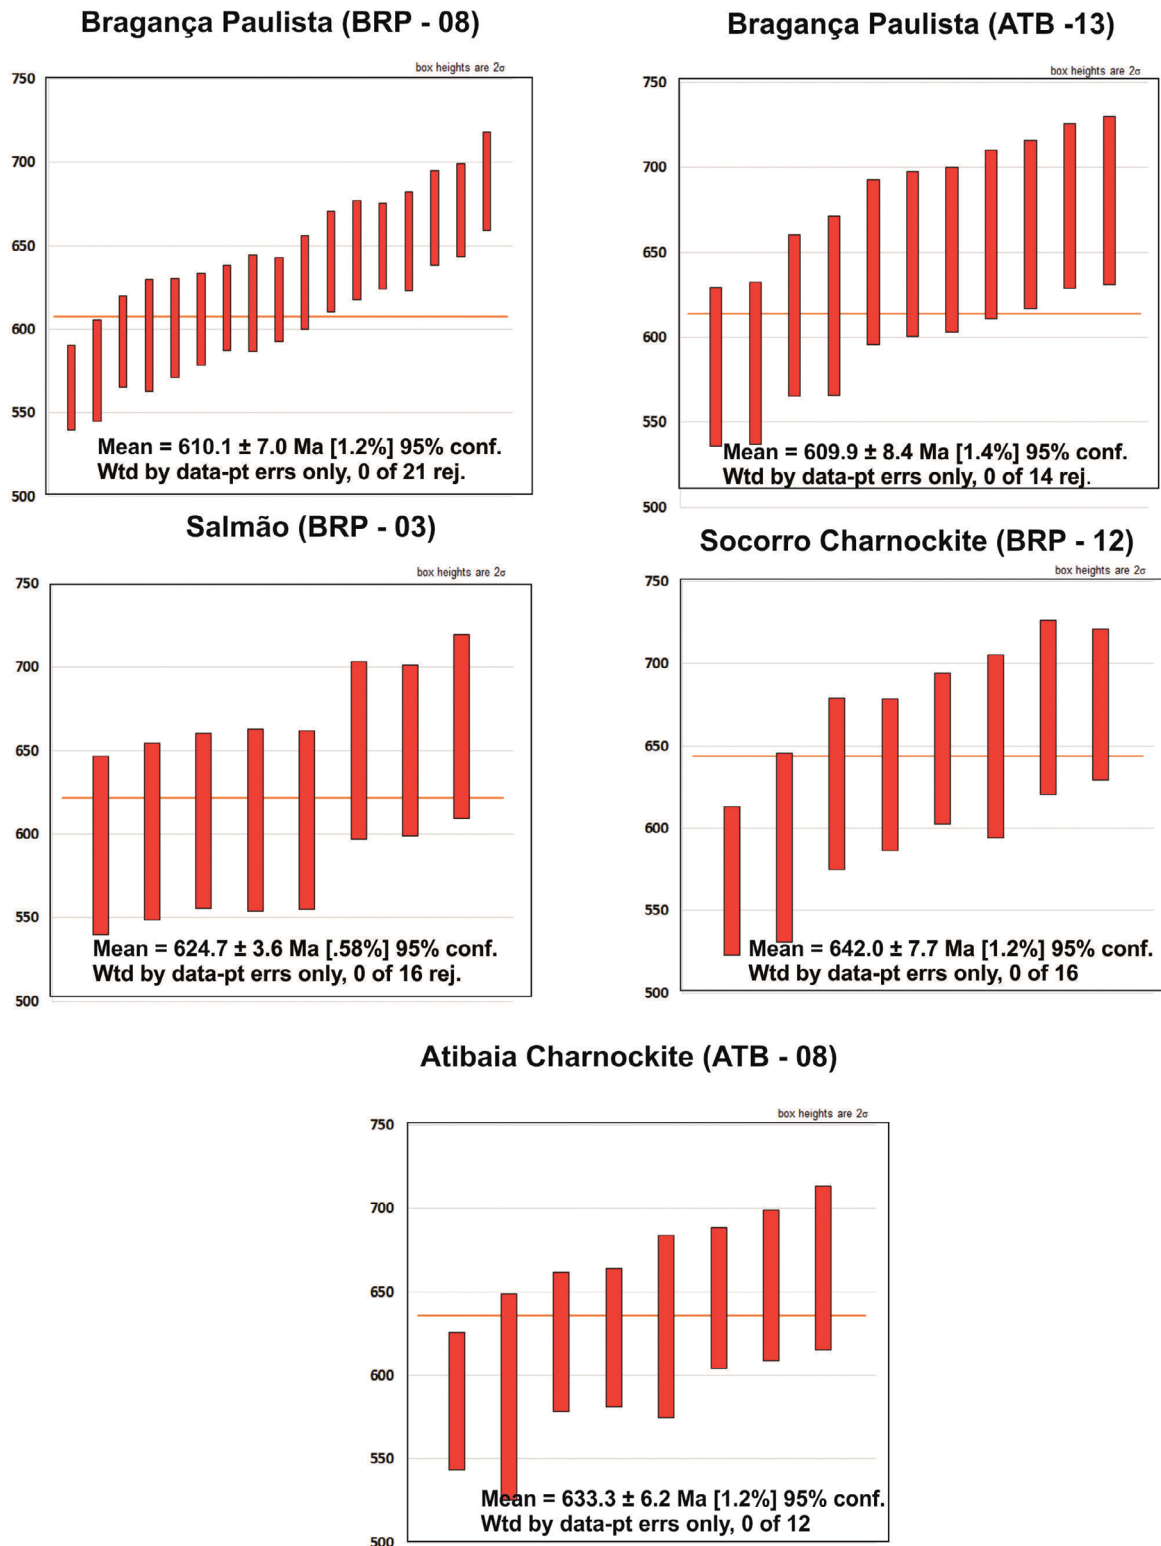 Bragança Paulista (BRP - 08)
box heights are 2σ
750
700
650
600
550
500
Mean = 610.1 ± 7.0 Ma [1.2%] 95% conf.
Wtd by data-pt errs only, 0 of 21 rej.
Bragança Paulista (ATB -13)
box heights are 2σ
750
700
650
600
550
500
Mean = 609.9 ± 8.4 Ma [1.4%] 95% conf.
Wtd by data-pt errs only, 0 of 14 rej.
Salmão (BRP - 03)
box heights are 2σ
750
700
650
600
550
500
Mean = 624.7 ± 3.6 Ma [.58%] 95% conf.
Wtd by data-pt errs only, 0 of 16 rej.
Socorro Charnockite (BRP - 12)
box heights are 2σ
750
700
650
600
550
500
Mean = 642.0 ± 7.7 Ma [1.2%] 95% conf.
Wtd by data-pt errs only, 0 of 16
Atibaia Charnockite (ATB - 08)
box heights are 2σ
750
700
650
600
550
500
Mean = 633.3 ± 6.2 Ma [1.2%] 95% conf.
Wtd by data-pt errs only, 0 of 12